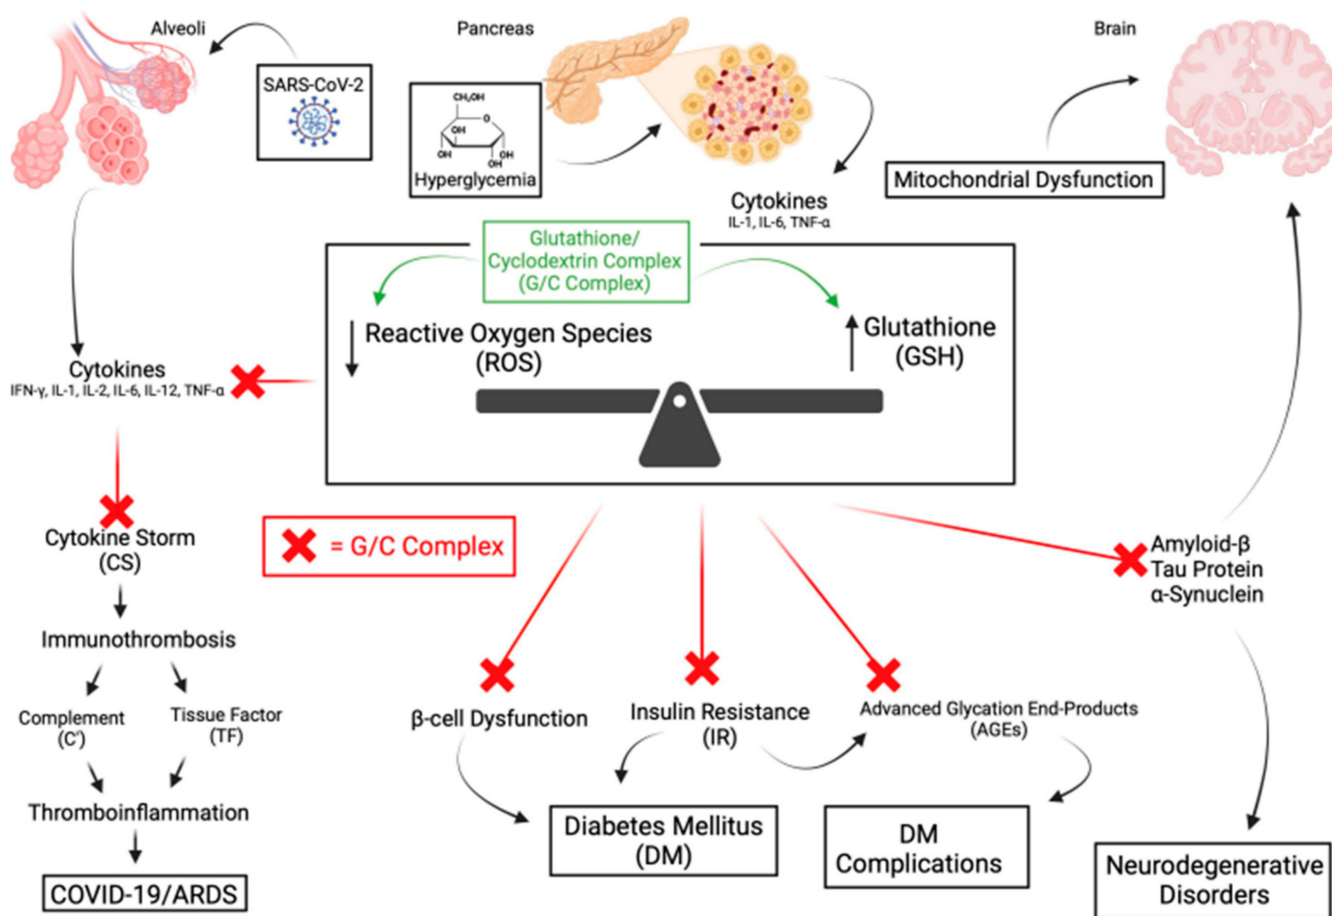 Alveoli
SARS-CoV-2
Pancreas
CH₂OH
O
OH
OH
OH
OH
Hyperglycemia
Cytokines
IL-1, IL-6, TNF-α
Brain
Mitochondrial Dysfunction
Glutathione/
Cyclodextrin Complex
(G/C Complex)
Reactive Oxygen Species
(ROS)
Glutathione
(GSH)
Cytokines
IFN-γ, IL-1, IL-2, IL-6, IL-12, TNF-α
Cytokine Storm
(CS)
Immunothrombosis
Complement
(C')
Tissue Factor
(TF)
Thromboinflammation
COVID-19/ARDS
= G/C Complex
β-cell Dysfunction
Insulin Resistance
(IR)
Advanced Glycation End-Products
(AGEs)
Diabetes Mellitus
(DM)
DM
Complications
Amyloid-β
Tau Protein
α-Synuclein
Neurodegenerative
Disorders